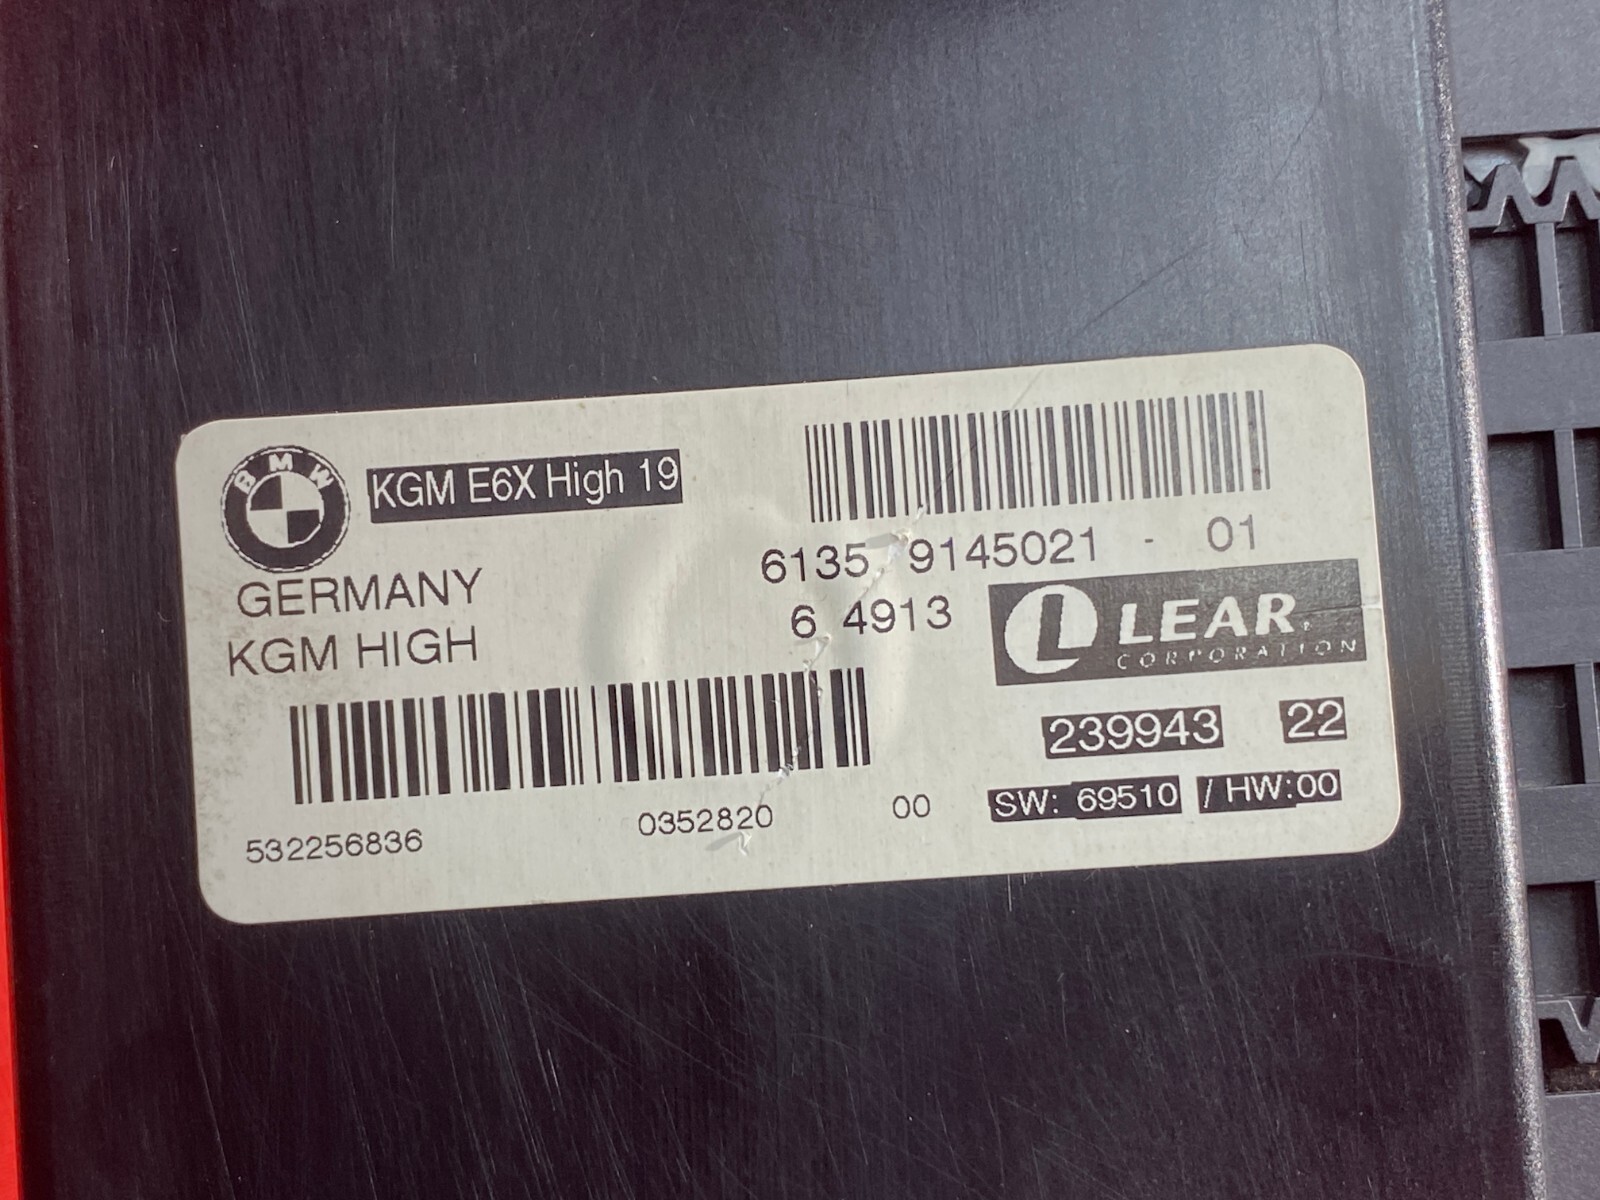 BMW
KGM E6X High 19
6135 9145021 - 01
GERMANY
6 4913
KGM HIGH
LEAR
CORPORATION
239943 22
SW: 69510 / HW:00
532256836 0352820 00